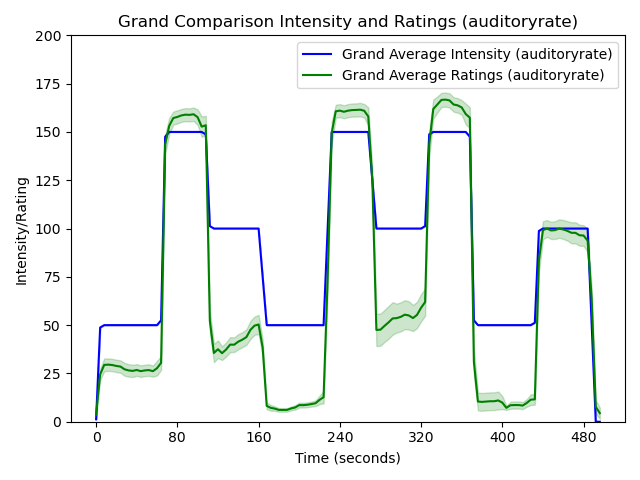 Grand Comparison Intensity and Ratings (auditoryrate)
Grand Average Intensity (auditoryrate)
Grand Average Ratings (auditoryrate)
Intensity/Rating
200
175
150
125
100
75
50
25
0
0 80 160 240 320 400 480
Time (seconds)